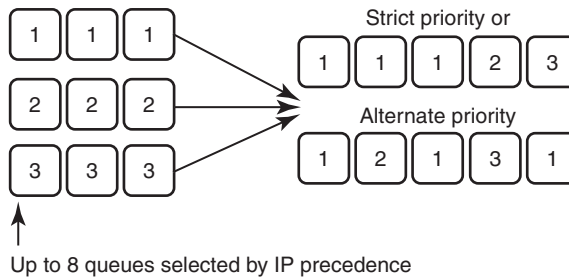 1 1 1
2 2 2
3 3 3
Strict priority or
1 1 1 2 3
Alternate priority
1 2 1 3 1
Up to 8 queues selected by IP precedence